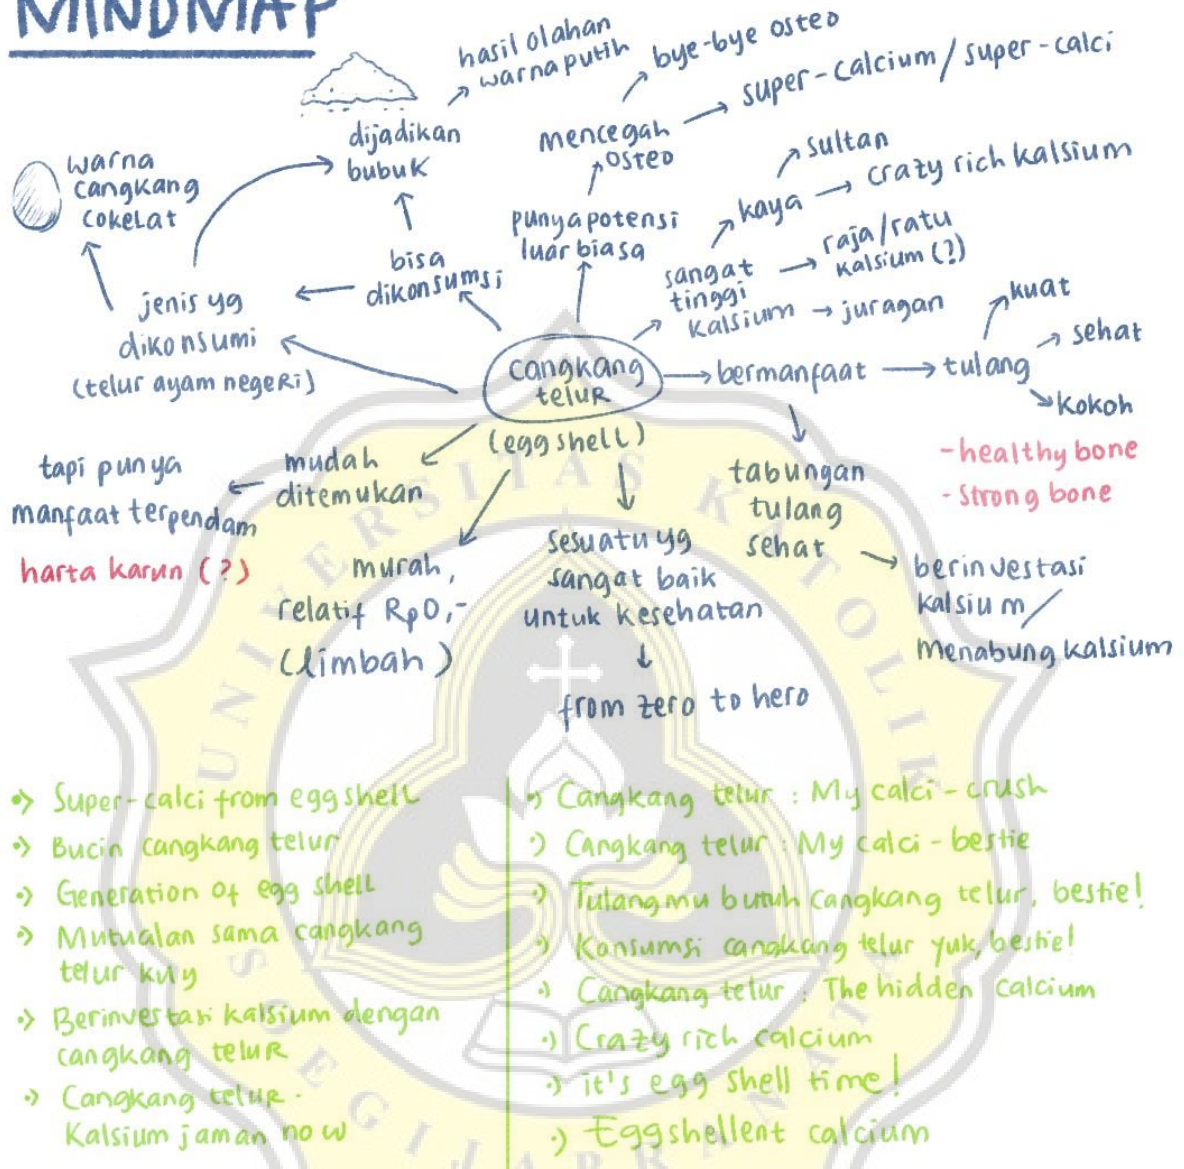 MINDMAP
hasil olahan
warna putih
bye-bye osteo
super-calcium / super-calci
dijadikan
bubuk
mencegah
osteo
sultan
crazy rich kalsium
kaya
warna
cangkang
cokelat
punya potensi
luar biasa
raja/ratu
kalsium (?)
sangat
tinggi
kalsium
juragan
bisa
dikonsumsi
jenis yg
dikonsumi
(telur ayam negeri)
cangkang
telur
(egg shell)
bermanfaat
tulang
kuat
sehat
kokoh
- healthy bone
- strong bone
mudah
ditemukan
tapi punya
manfaat terpendam
harta karun (?)
murah,
relatif Rp0,-
(limbah)
sesuatu yg
sangat baik
untuk kesehatan
from zero to hero
tabungan
tulang
sehat
berinvestasi
kalsium/
menabung kalsium
UNIVERSITAS KATOLIK
SOEGIJAPRANATA
•> Super-calci from egg shell
•> Bucin cangkang telur
•> Generation of egg shell
•> Mutualan sama cangkang
telur kuy
•> Berinvestasi kalsium dengan
cangkang telur
•> Cangkang telur.
Kalsium jaman now
•) Cangkang telur : My calci - crush
•) Cangkang telur : My calci - bestie
•) Tulangmu butuh cangkang telur, bestie!
•) Konsumsi cangkang telur yuk, bestie!
•) Cangkang telur : The hidden calcium
•) Crazy rich calcium
•) it's egg shell time!
•) Eggshellent calcium